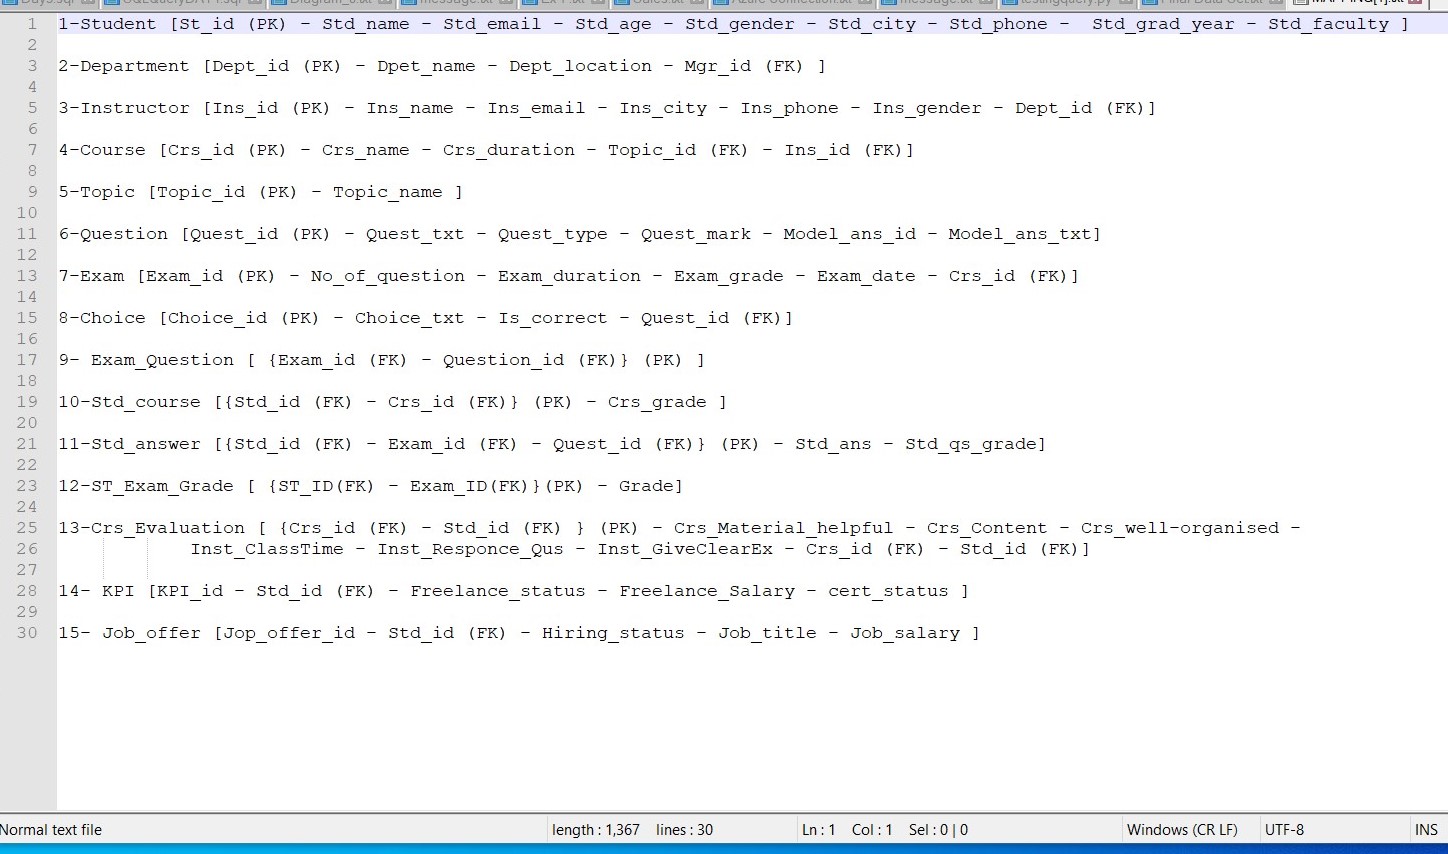 1 1-Student [St_id (PK) - Std_name - Std_email - Std_age - Std_gender - Std_city - Std_phone -  Std_grad_year - Std_faculty ]
2
3 2-Department [Dept_id (PK) - Dpet_name - Dept_location - Mgr_id (FK) ]
4
5 3-Instructor [Ins_id (PK) - Ins_name - Ins_email - Ins_city - Ins_phone - Ins_gender - Dept_id (FK)]
6
7 4-Course [Crs_id (PK) - Crs_name - Crs_duration - Topic_id (FK) - Ins_id (FK)]
8
9 5-Topic [Topic_id (PK) - Topic_name ]
10
11 6-Question [Quest_id (PK) - Quest_txt - Quest_type - Quest_mark - Model_ans_id - Model_ans_txt]
12
13 7-Exam [Exam_id (PK) - No_of_question - Exam_duration - Exam_grade - Exam_date - Crs_id (FK)]
14
15 8-Choice [Choice_id (PK) - Choice_txt - Is_correct - Quest_id (FK)]
16
17 9- Exam_Question [ {Exam_id (FK) - Question_id (FK)} (PK) ]
18
19 10-Std_course [{Std_id (FK) - Crs_id (FK)} (PK) - Crs_grade ]
20
21 11-Std_answer [{Std_id (FK) - Exam_id (FK) - Quest_id (FK)} (PK) - Std_ans - Std_qs_grade]
22
23 12-ST_Exam_Grade [ {ST_ID(FK) - Exam_ID(FK)}(PK) - Grade]
24
25 13-Crs_Evaluation [ {Crs_id (FK) - Std_id (FK) } (PK) - Crs_Material_helpful - Crs_Content - Crs_well-organised -
26 Inst_ClassTime - Inst_Responce_Qus - Inst_GiveClearEx - Crs_id (FK) - Std_id (FK)]
27
28 14- KPI [KPI_id - Std_id (FK) - Freelance_status - Freelance_Salary - cert_status ]
29
30 15- Job_offer [Jop_offer_id - Std_id (FK) - Hiring_status - Job_title - Job_salary ]
Normal text file length : 1,367 lines : 30 Ln : 1 Col : 1 Sel : 0 | 0 Windows (CR LF) UTF-8 INS